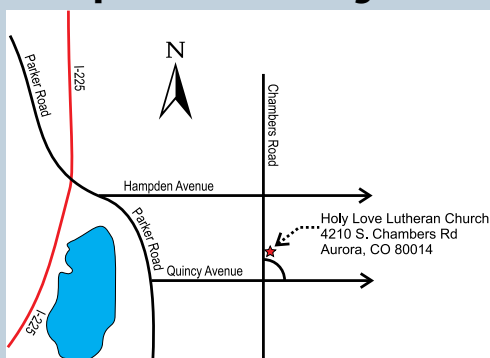 N
Parker Road
I-225
Chambers Road
Hampden Avenue
Parker Road
Holy Love Lutheran Church
4210 S. Chambers Rd
Aurora, CO 80014
Quincy Avenue
I-225